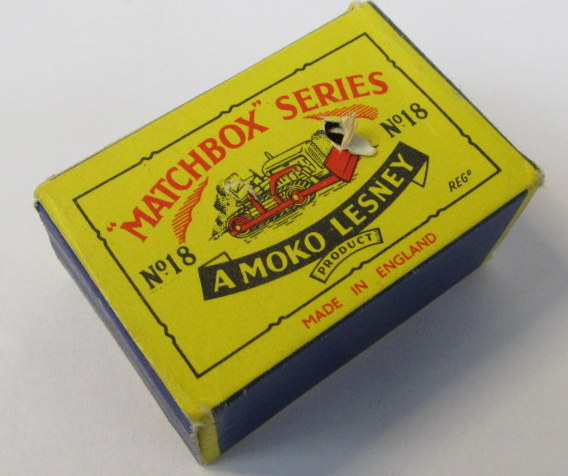 "MATCHBOX" SERIES
Nº18
Nº18
A MOKO LESNEY
PRODUCT
REGD
MADE IN ENGLAND